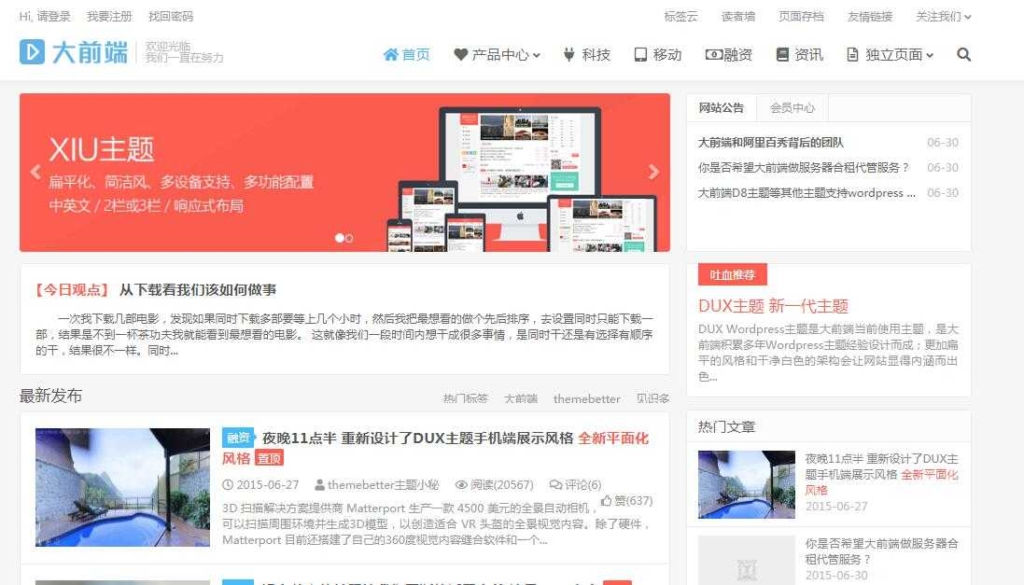 Hi, 请登录 我要注册 找回密码
标签云 读者墙 页面存档 友情链接 关注我们
大前端 欢迎光临
我们一直在努力
首页 产品中心 科技 移动 融资 资讯 独立页面
XIU主题
扁平化、简洁风、多设备支持、多功能配置
中英文 / 2栏或3栏 / 响应式布局
网站公告 会员中心
大前端和阿里百秀背后的团队 06-30
你是否希望大前端做服务器合租代管服务？ 06-30
大前端D8主题等其他主题支持wordpress ... 06-30
【今日观点】 从下载看我们该如何做事
一次我下载几部电影，发现如果同时下载多部要等上几个小时，然后我把最想看的做个先后排序，去设置同时只能下载一
部，结果是不到一杯茶功夫我就能看到最想看的电影。 这就像我们一段时间内想干成很多事情，是同时干还是有选择有顺序
的干，结果很不一样。同时...
吐血推荐
DUX主题 新一代主题
DUX Wordpress主题是大前端当前使用主题，是大
前端积累多年Wordpress主题经验设计而成；更加扁
平的风格和干净白色的架构会让网站显得内涵而出
色...
最新发布 热门标签 大前端 themebetter
融资 夜晚11点半 重新设计了DUX主题手机端展示风格 全新平面化
风格 置顶
2015-06-27 themebetter主题小秘 阅读(20567) 评论(6)
赞(637)
3D 扫描解决方案提供商 Matterport 生产一款 4500 美元的全景自动相机，
可以扫描周围环境并生成3D模型，以创造适合 VR 头盔的全景视觉内容。除了硬件，
Matterport 目前还搭建了自己的360度视觉内容缝合软件和一个...
热门文章
夜晚11点半 重新设计了DUX主
题手机端展示风格 全新平面化
风格
2015-06-27
你是否希望大前端做服务器合
租代管服务？
2015-06-30